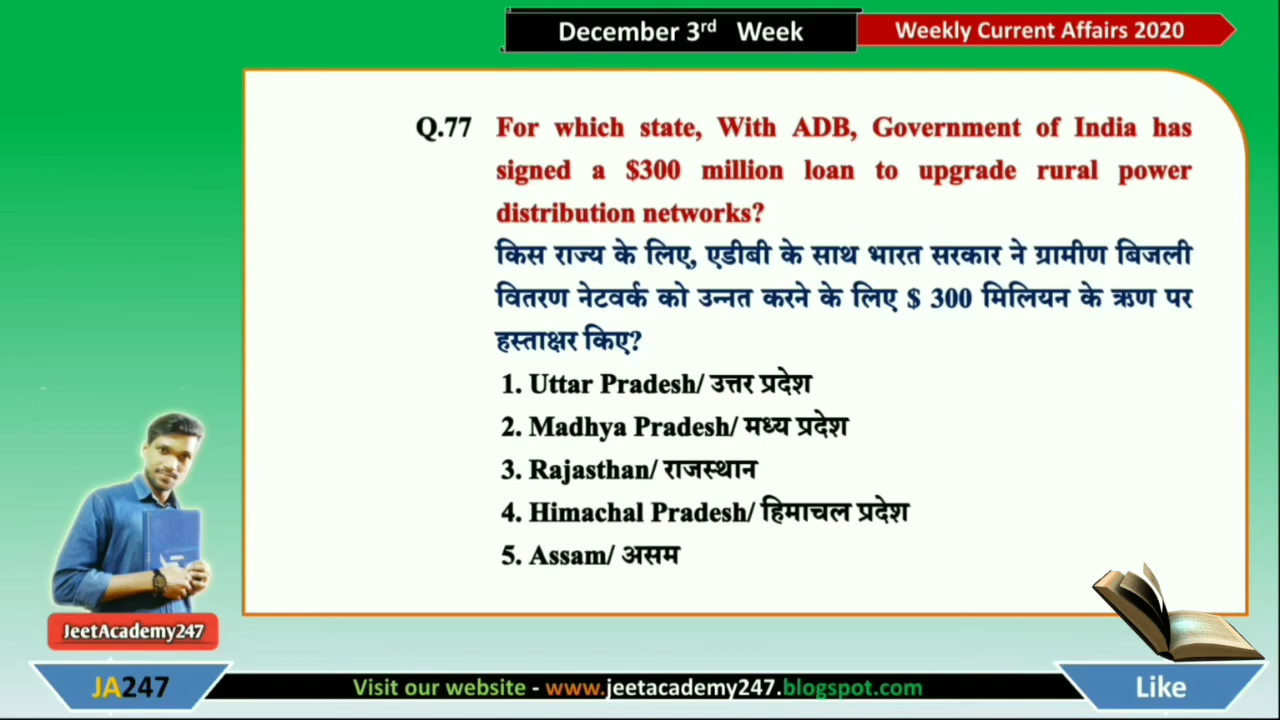 December 3rd Week
Weekly Current Affairs 2020
Q.77 For which state, With ADB, Government of India has
signed a $300 million loan to upgrade rural power
distribution networks?
किस राज्य के लिए, एडीबी के साथ भारत सरकार ने ग्रामीण बिजली
वितरण नेटवर्क को उन्नत करने के लिए $ 300 मिलियन के ऋण पर
हस्ताक्षर किए?
1. Uttar Pradesh/ उत्तर प्रदेश
2. Madhya Pradesh/ मध्य प्रदेश
3. Rajasthan/ राजस्थान
4. Himachal Pradesh/ हिमाचल प्रदेश
5. Assam/ असम
JeetAcademy247
JA247
Visit our website - www.jeetacademy247.blogspot.com
Like